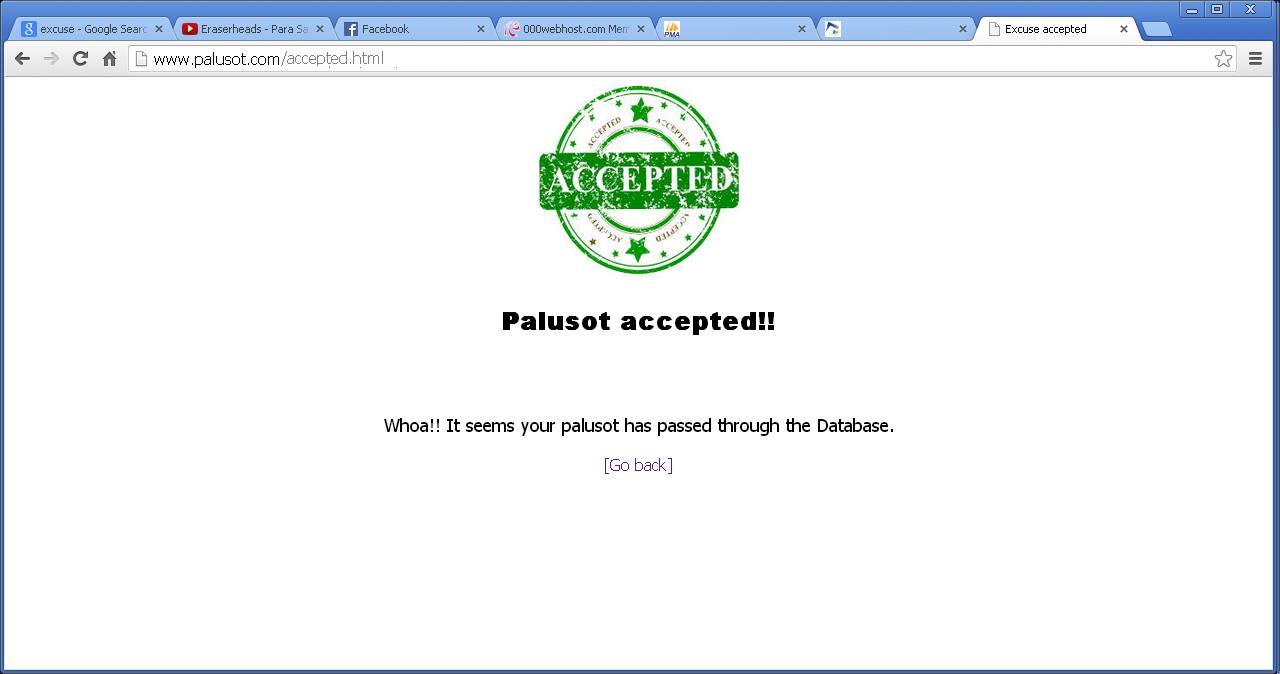 excuse - Google Searc
Eraserheads - Para Sa
Facebook
000webhost.com Mem
PMA
Excuse accepted
www.palusot.com/accepted.html
ACCEPTED ACCEPTED
ACCEPTED
ACCEPTED ACCEPTED
Palusot accepted!!
Whoa!! It seems your palusot has passed through the Database.
[Go back]